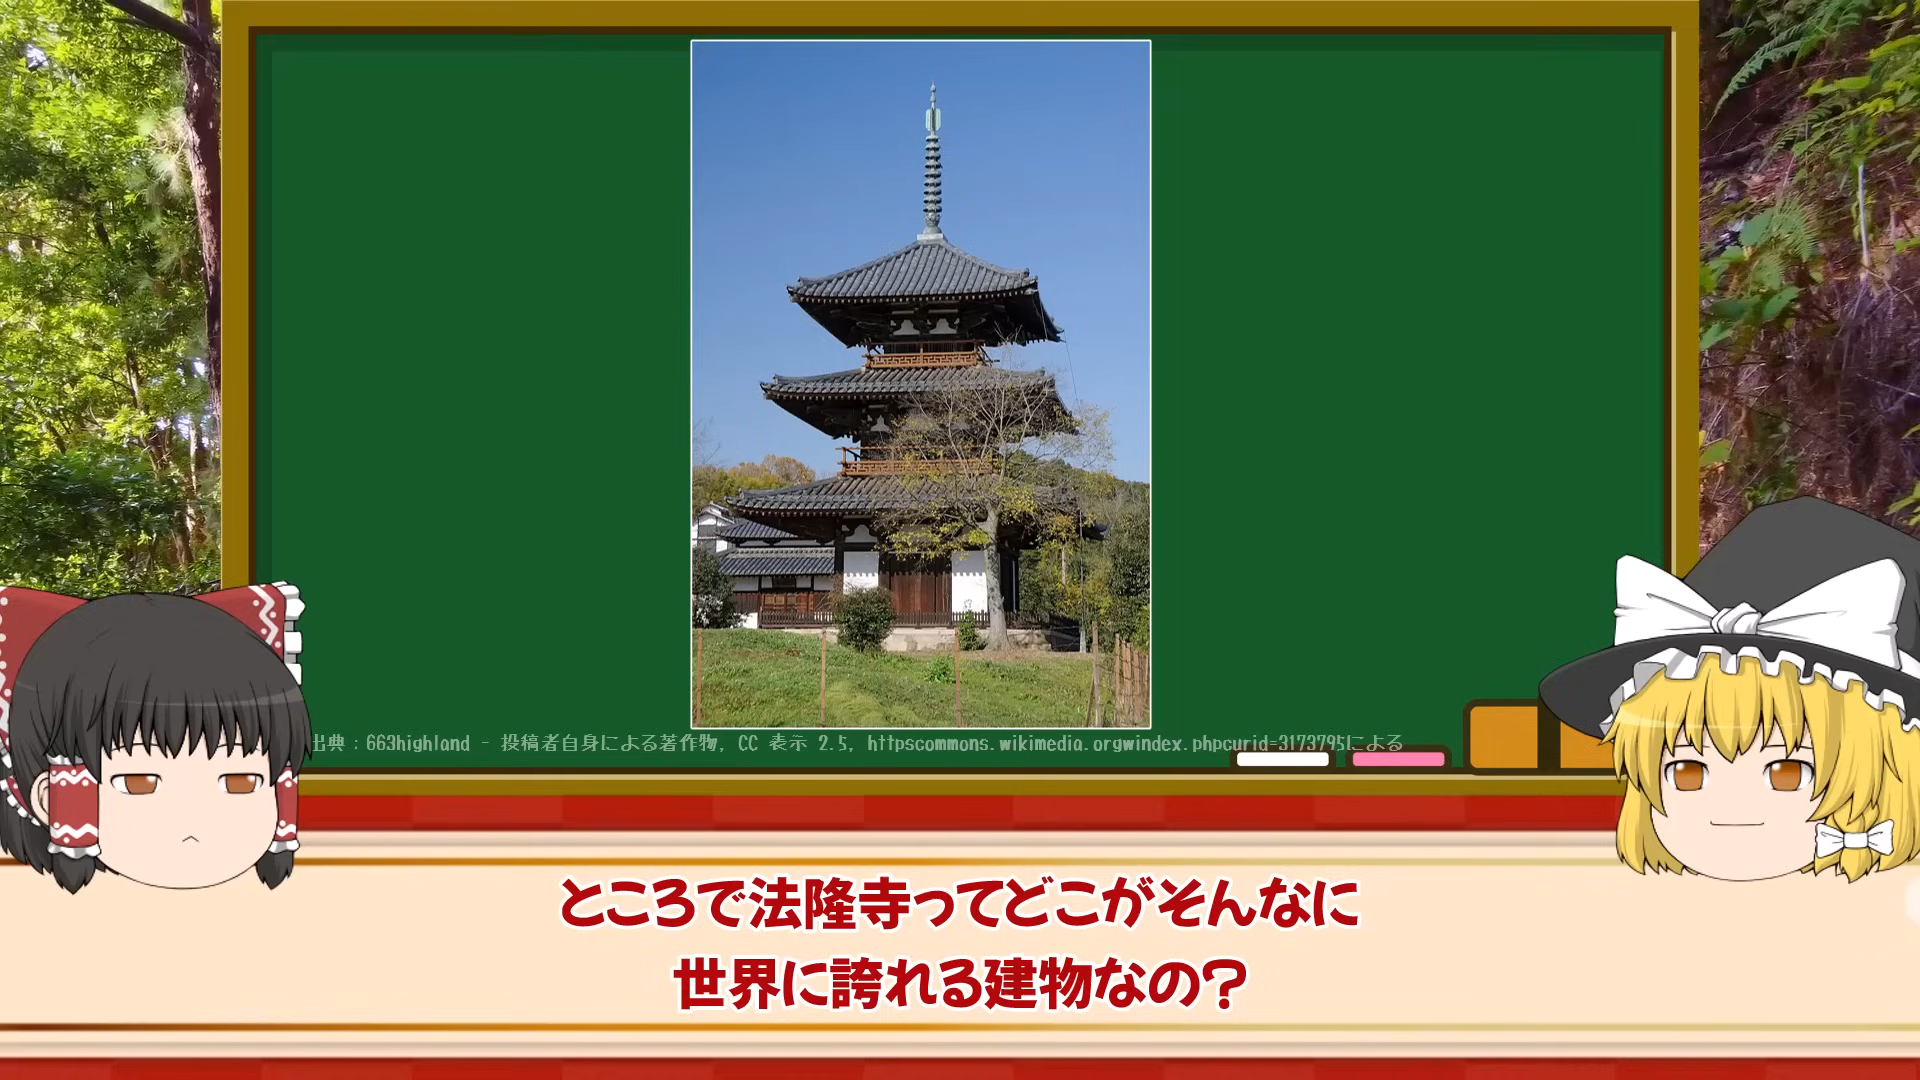 出典：663highland - 投稿者自身による著作物, CC 表示 2.5, httpscommons.wikimedia.orgwindex.phpcurid=3173795による
ところで法隆寺ってどこがそんなに
世界に誇れる建物なの？